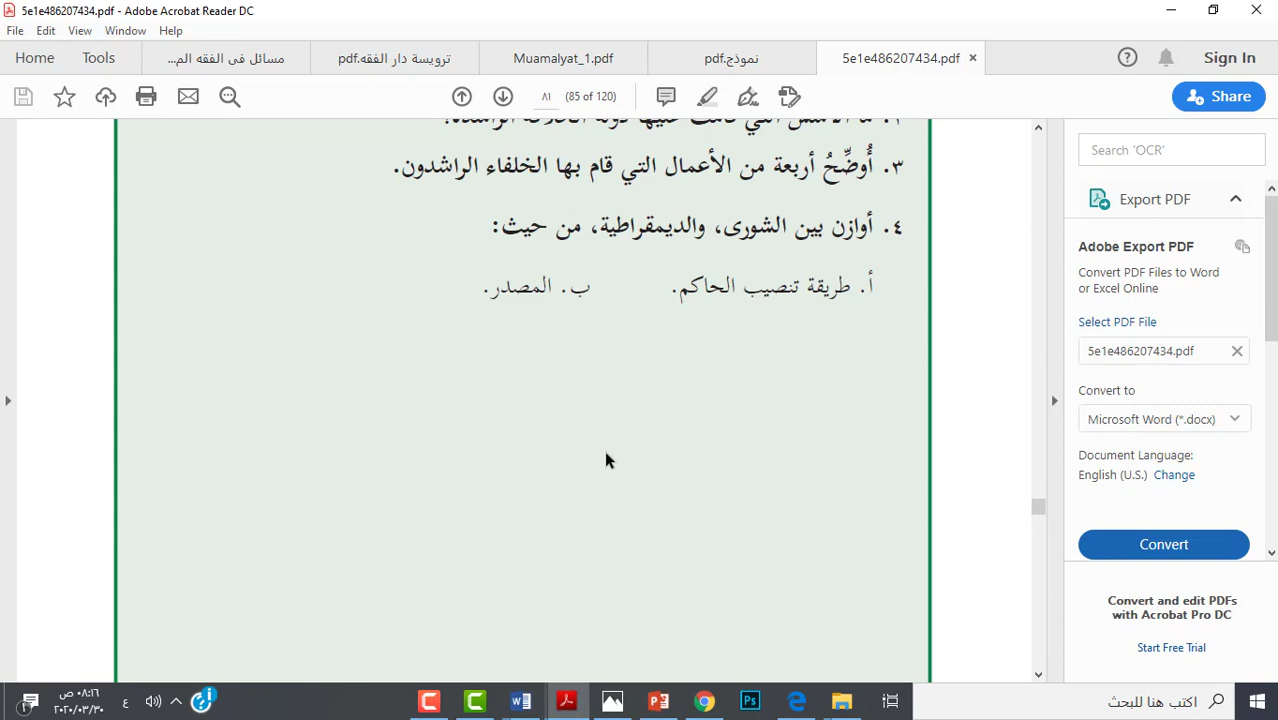 5e1e486207434.pdf - Adobe Acrobat Reader DC
File Edit View Window Help
Home Tools مسائل فى الفقه الم... ترويسة دار الفقه.pdf Muamalyat_1.pdf نموذج.pdf 5e1e486207434.pdf Sign In
٨١ (85 of 120) Share
٣. أُوضِّحُ أربعة من الأعمال التي قام بها الخلفاء الراشدون.
٤. أوازن بين الشورى، والديمقراطية، من حيث:
أ. طريقة تنصيب الحاكم. ب. المصدر.
Search 'OCR'
Export PDF
Adobe Export PDF
Convert PDF Files to Word
or Excel Online
Select PDF File
5e1e486207434.pdf
Convert to
Microsoft Word (*.docx)
Document Language:
English (U.S.) Change
Convert
Convert and edit PDFs
with Acrobat Pro DC
Start Free Trial
اكتب هنا للبحث
ع
٠٨:١٦ ص
٢٠٢٠/٠٣/٣٠